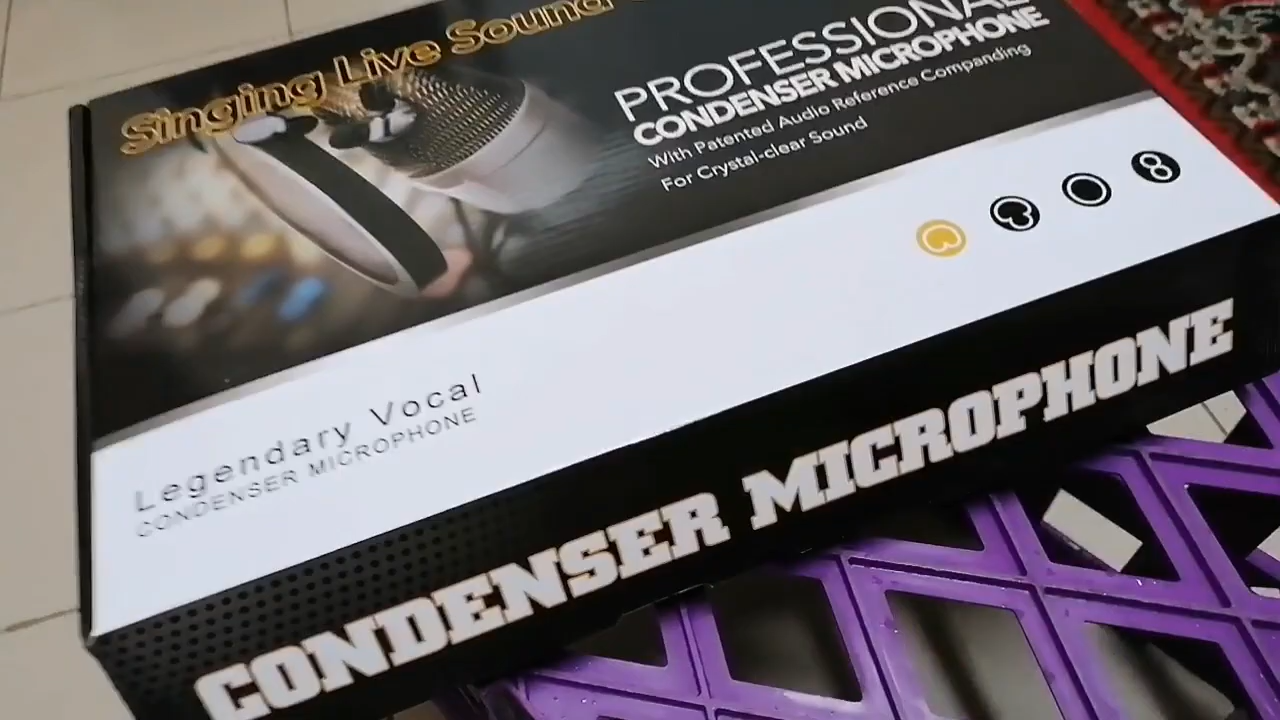 Singing Live Sound
PROFESSIONAL
CONDENSER MICROPHONE
With Patented Audio Reference Companding
For Crystal-clear Sound
Legendary Vocal
CONDENSER MICROPHONE
CONDENSER MICROPHONE